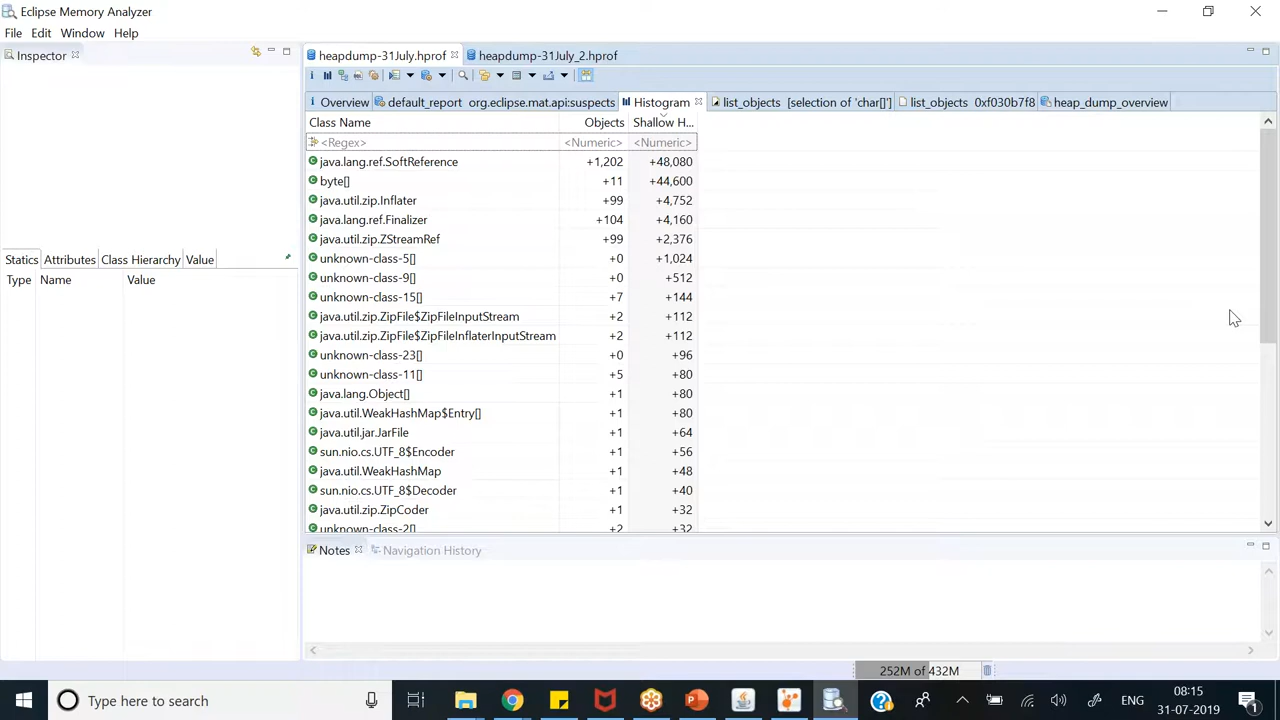 Eclipse Memory Analyzer
File Edit Window Help
Inspector
heapdump-31July.hprof heapdump-31July_2.hprof
Overview default_report org.eclipse.mat.api:suspects Histogram list_objects [selection of 'char[]'] list_objects 0xf030b7f8 heap_dump_overview
Class Name Objects Shallow H...
<Regex> <Numeric> <Numeric>
java.lang.ref.SoftReference +1,202 +48,080
byte[] +11 +44,600
java.util.zip.Inflater +99 +4,752
java.lang.ref.Finalizer +104 +4,160
java.util.zip.ZStreamRef +99 +2,376
unknown-class-5[] +0 +1,024
unknown-class-9[] +0 +512
unknown-class-15[] +7 +144
java.util.zip.ZipFile$ZipFileInputStream +2 +112
java.util.zip.ZipFile$ZipFileInflaterInputStream +2 +112
unknown-class-23[] +0 +96
unknown-class-11[] +5 +80
java.lang.Object[] +1 +80
java.util.WeakHashMap$Entry[] +1 +80
java.util.jar.JarFile +1 +64
sun.nio.cs.UTF_8$Encoder +1 +56
java.util.WeakHashMap +1 +48
sun.nio.cs.UTF_8$Decoder +1 +40
java.util.zip.ZipCoder +1 +32
unknown-class-2[] +2 +32
Statics Attributes Class Hierarchy Value
Type Name Value
Notes Navigation History
252M of 432M
Type here to search
ENG
08:15
31-07-2019
1